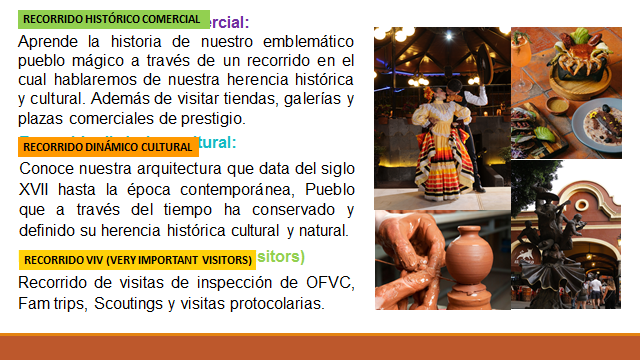 RECORRIDO HISTÓRICO COMERCIAL rcial:
Aprende la historia de nuestro emblemático
pueblo mágico a través de un recorrido en el
cual hablaremos de nuestra herencia histórica
y cultural. Además de visitar tiendas, galerías y
plazas comerciales de prestigio.
RECORRIDO DINÁMICO CULTURAL tural:
Conoce nuestra arquitectura que data del siglo
XVII hasta la época contemporánea, Pueblo
que a través del tiempo ha conservado y
definido su herencia histórica cultural y natural.
RECORRIDO VIV (VERY IMPORTANT VISITORS) sitors)
Recorrido de visitas de inspección de OFVC,
Fam trips, Scoutings y visitas protocolarias.